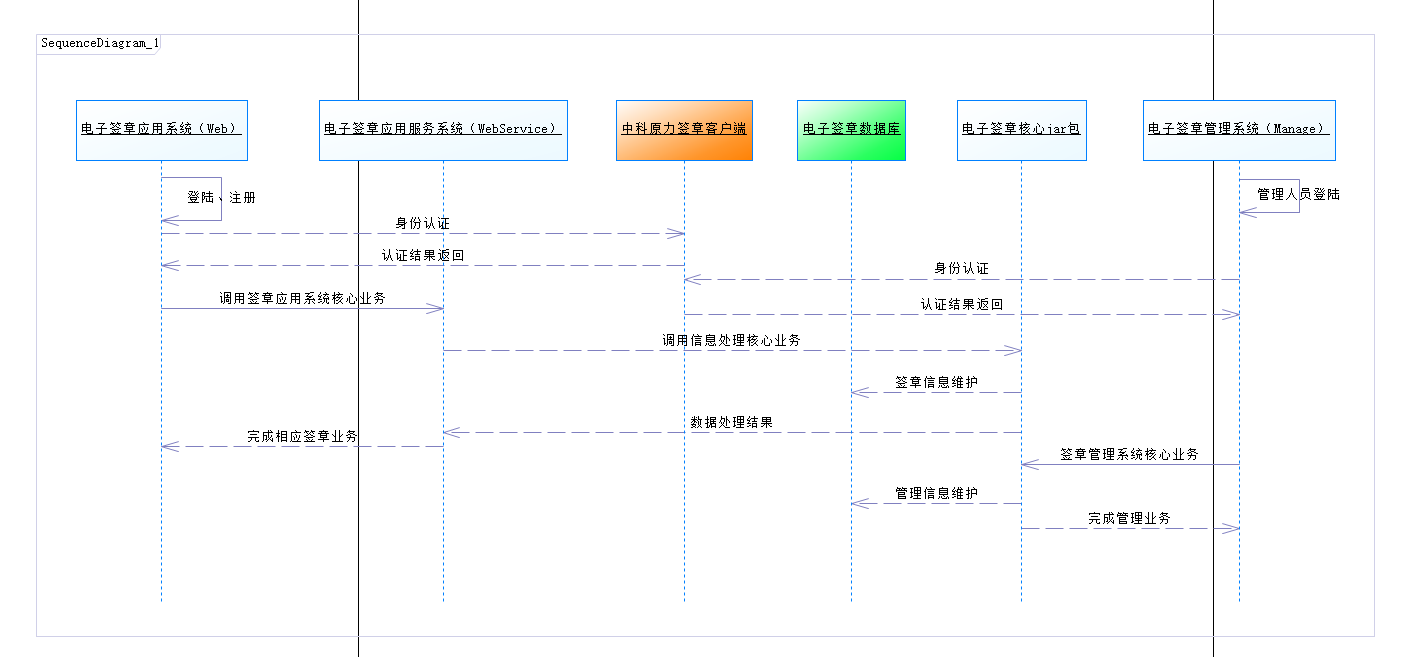 SequenceDiagram_1
电子签章应用系统（Web）
电子签章应用服务系统（WebService）
中科原力签章客户端
电子签章数据库
电子签章核心jar包
电子签章管理系统（Manage）
登陆、注册
管理人员登陆
身份认证
认证结果返回
身份认证
调用签章应用系统核心业务
认证结果返回
调用信息处理核心业务
签章信息维护
数据处理结果
完成相应签章业务
签章管理系统核心业务
管理信息维护
完成管理业务